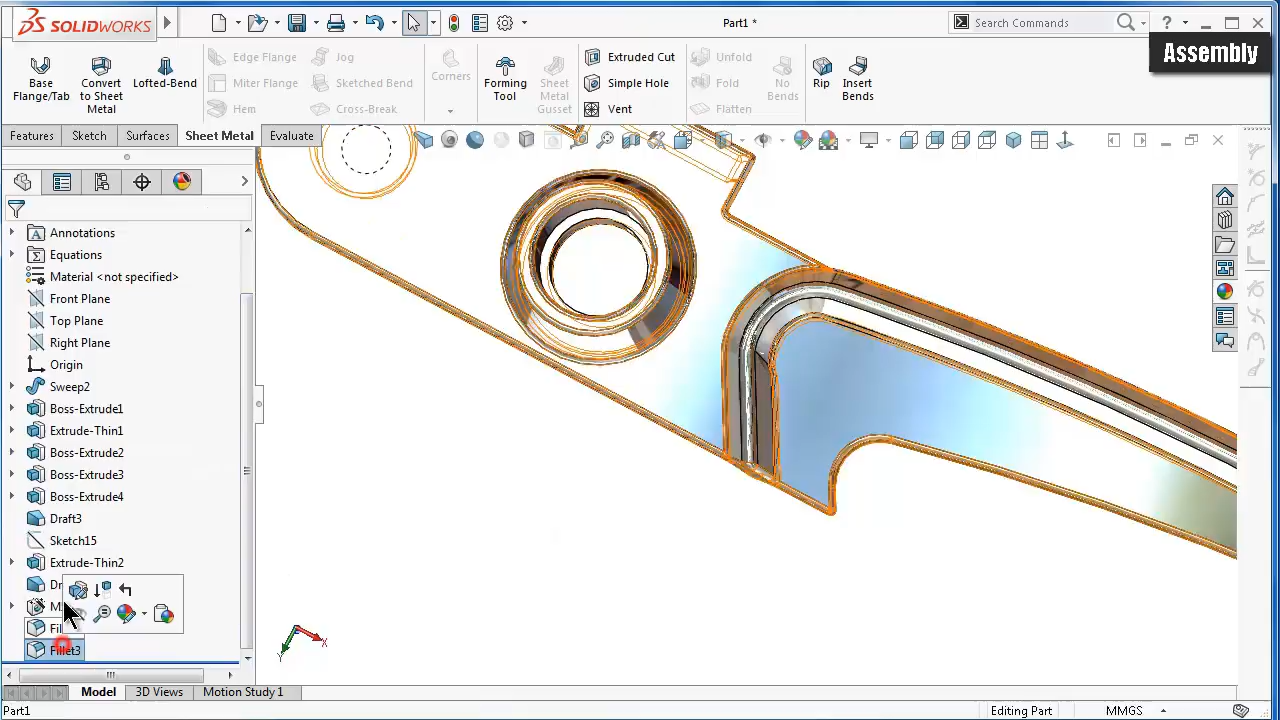 SOLIDWORKS
Part1 *
Search Commands
Assembly
Base Flange/Tab
Convert to Sheet Metal
Lofted-Bend
Edge Flange
Miter Flange
Hem
Jog
Sketched Bend
Cross-Break
Corners
Forming Tool
Sheet Metal Gusset
Extruded Cut
Simple Hole
Vent
Unfold
Fold
Flatten
No Bends
Rip
Insert Bends
Features Sketch Surfaces Sheet Metal Evaluate
Annotations
Equations
Material <not specified>
Front Plane
Top Plane
Right Plane
Origin
Sweep2
Boss-Extrude1
Extrude-Thin1
Boss-Extrude2
Boss-Extrude3
Boss-Extrude4
Draft3
Sketch15
Extrude-Thin2
Fillet3
X
Y
Model 3D Views Motion Study 1
Part1 Editing Part MMGS